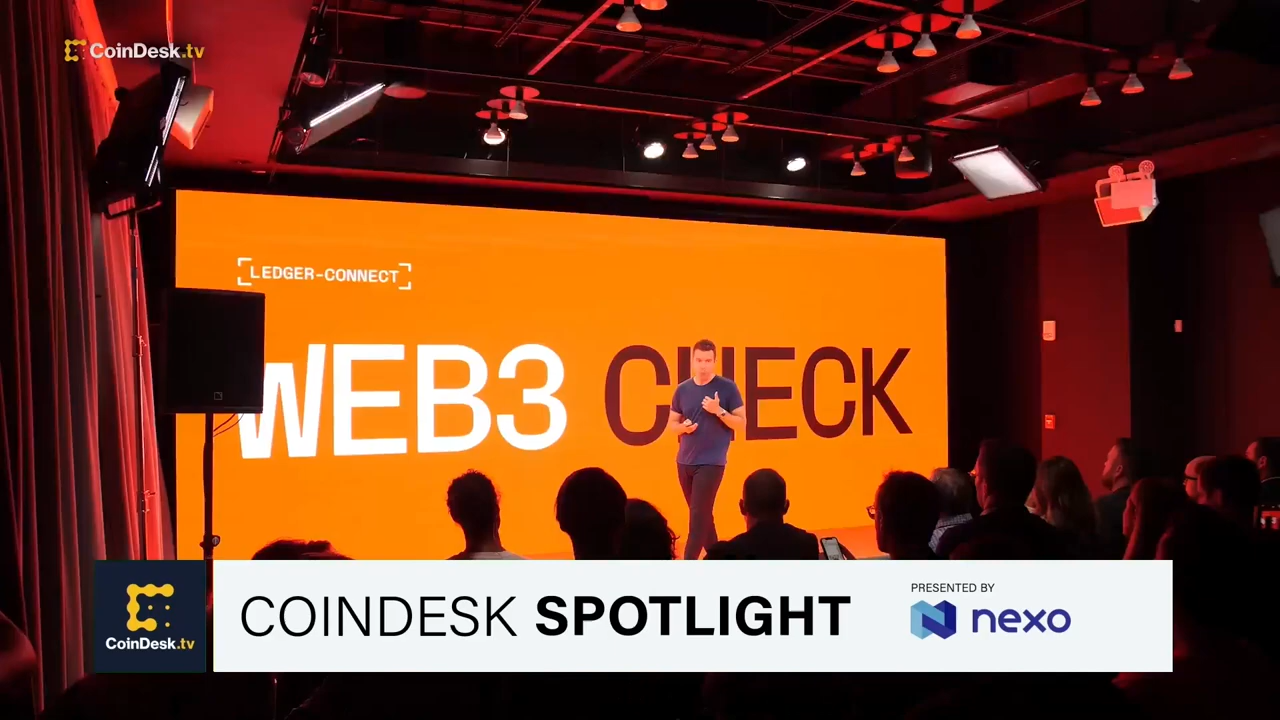 CoinDesk.tv
LEDGER-CONNECT
WEB3 CHECK
CoinDesk.tv
COINDESK SPOTLIGHT
PRESENTED BY
nexo